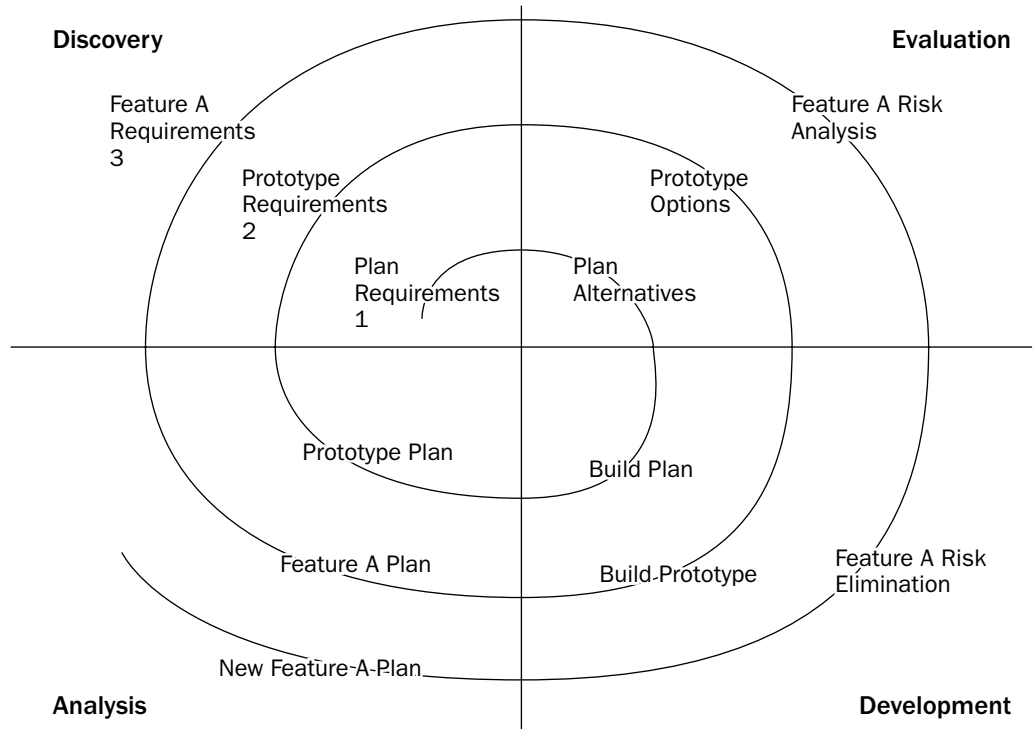 Discovery
Evaluation
Feature A
Requirements
3
Feature A Risk
Analysis
Prototype
Requirements
2
Prototype
Options
Plan
Requirements
1
Plan
Alternatives
Prototype Plan
Build Plan
Feature A Plan
Build Prototype
Feature A Risk
Elimination
New Feature A Plan
Analysis
Development